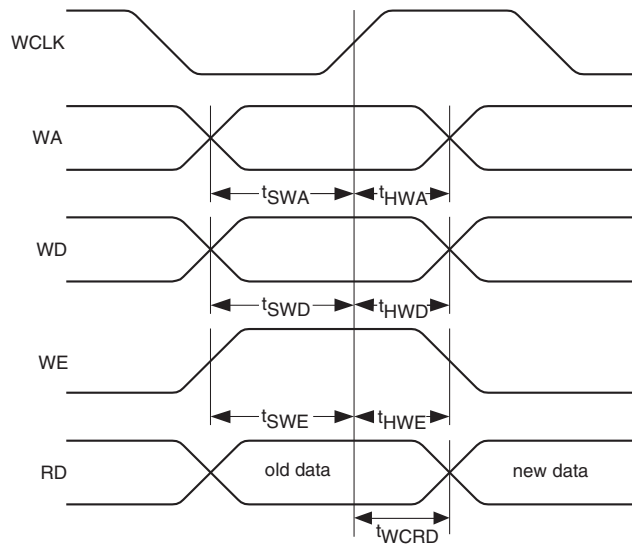 WCLK
WA
tSWA tHWA
WD
tSWD tHWD
WE
tSWE tHWE
RD old data new data
tWCRD